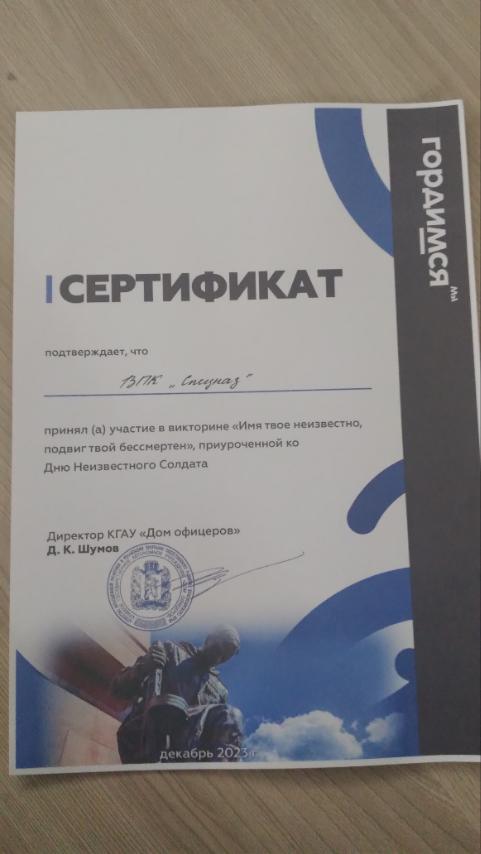 гордимся
мы
СЕРТИФИКАТ
подтверждает, что
ВПК „Спецназ"
принял (а) участие в викторине «Имя твое неизвестно,
подвиг твой бессмертен», приуроченной ко
Дню Неизвестного Солдата
Директор КГАУ «Дом офицеров»
Д. К. Шумов
декабрь 2023г.